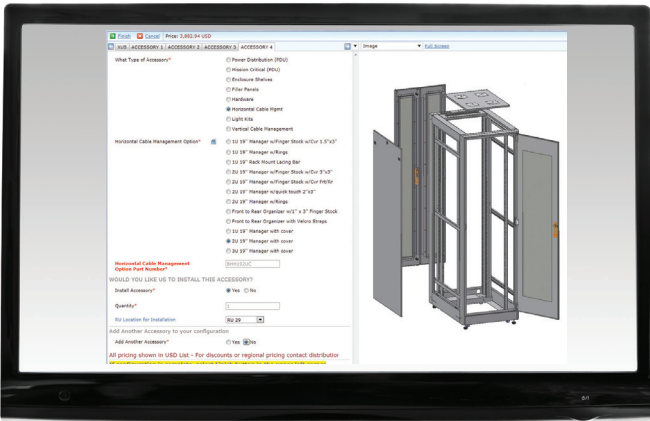 Finish Cancel Price: 3,902.94 USD
XUS ACCESSORY 1 ACCESSORY 2 ACCESSORY 3 ACCESSORY 4 Image Full Screen
What Type of Accessory*
Power Distribution (PDU)
Mission Critical (PDU)
Enclosure Shelves
Filler Panels
Hardware
Horizontal Cable Mgmt
Light Kits
Vertical Cable Management
Horizontal Cable Management Option*
1U 19" Manager w/Finger Stock w/Cvr 1.5"x3"
1U 19" Manager w/Rings
1U 19" Rack Mount Lacing Bar
2U 19" Manager w/Finger Stock w/Cvr 3"x3"
2U 19" Manager w/Finger Stock w/Cvr Frt/Rr
2U 19" Manager w/quick touch 2"x3"
2U 19" Manager w/Rings
Front to Rear Organizer w/1" x 3" Finger Stock
Front to Rear Organizer with Velcro Straps
1U 19" Manager with cover
2U 19" Manager with cover
3U 19" Manager with cover
Horizontal Cable Management
Option Part Number*
WOULD YOU LIKE US TO INSTALL THIS ACCESSORY?
Install Accessory* Yes No
Quantity* 1
RU Location for Installation RU 29
Add Another Accessory to your configuration
Add Another Accessory* Yes No
All pricing shown in USD List - For discounts or regional pricing contact distributor